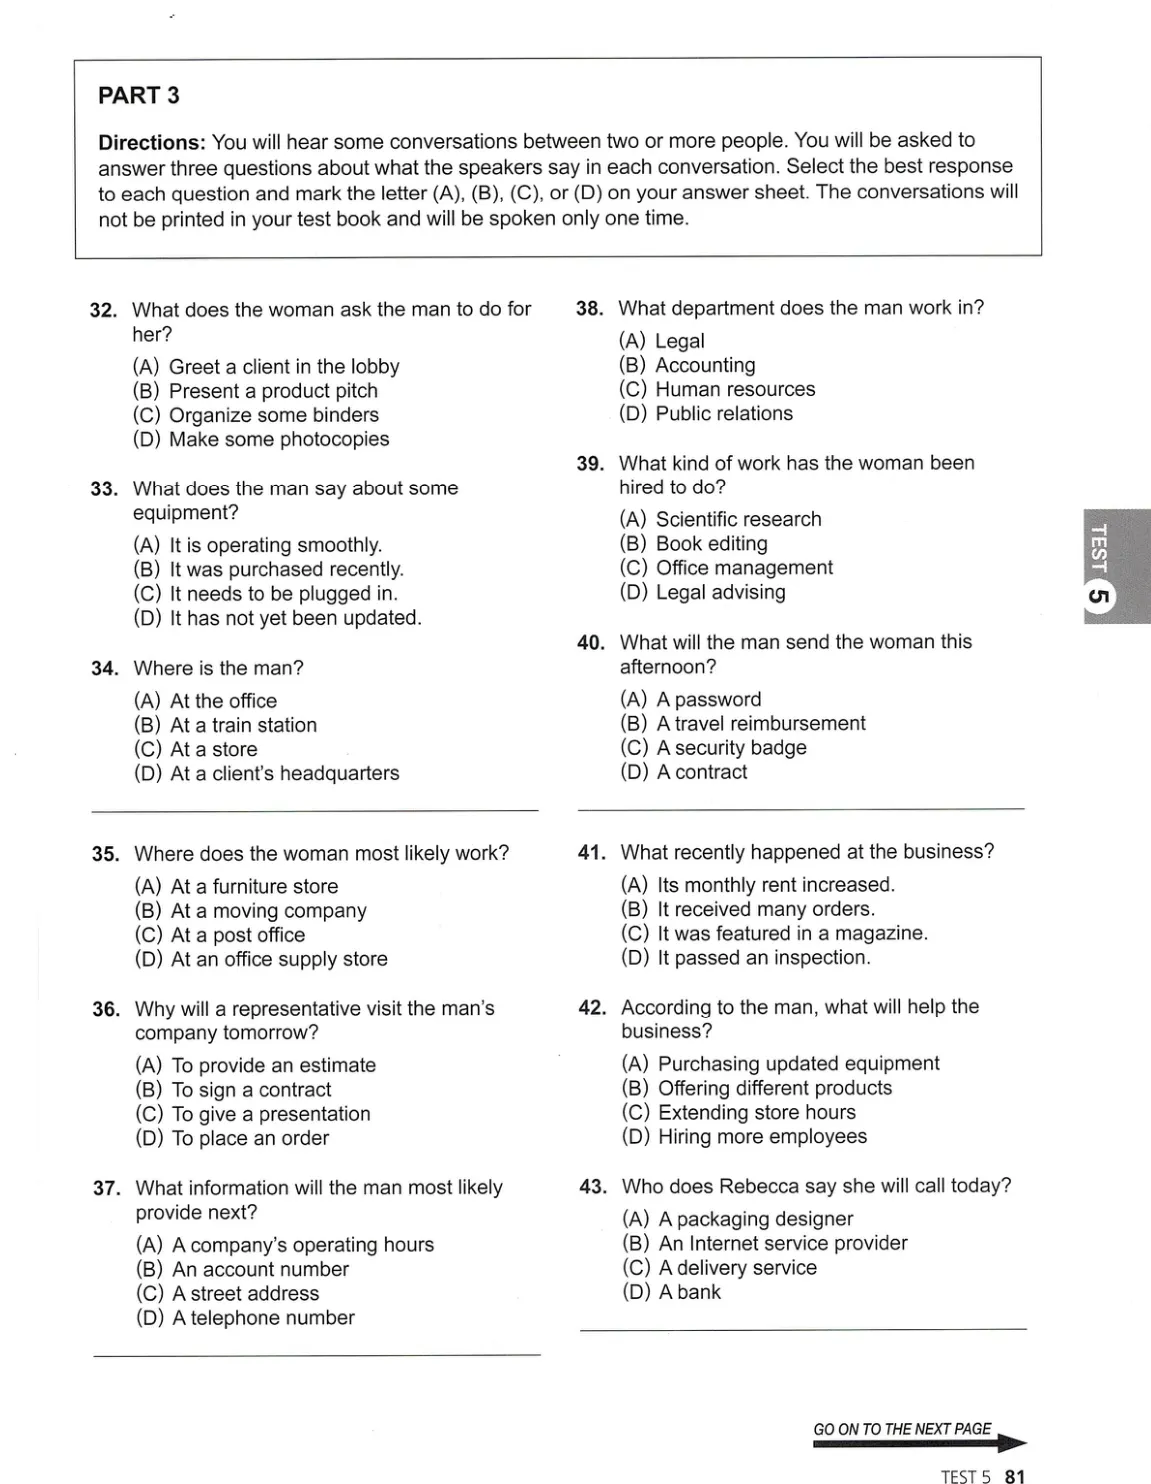 PART 3
Directions: You will hear some conversations between two or more people. You will be asked to
answer three questions about what the speakers say in each conversation. Select the best response
to each question and mark the letter (A), (B), (C), or (D) on your answer sheet. The conversations will
not be printed in your test book and will be spoken only one time.
32. What does the woman ask the man to do for
her?
(A) Greet a client in the lobby
(B) Present a product pitch
(C) Organize some binders
(D) Make some photocopies
33. What does the man say about some
equipment?
(A) It is operating smoothly.
(B) It was purchased recently.
(C) It needs to be plugged in.
(D) It has not yet been updated.
34. Where is the man?
(A) At the office
(B) At a train station
(C) At a store
(D) At a client's headquarters
35. Where does the woman most likely work?
(A) At a furniture store
(B) At a moving company
(C) At a post office
(D) At an office supply store
36. Why will a representative visit the man's
company tomorrow?
(A) To provide an estimate
(B) To sign a contract
(C) To give a presentation
(D) To place an order
37. What information will the man most likely
provide next?
(A) A company's operating hours
(B) An account number
(C) A street address
(D) A telephone number
38. What department does the man work in?
(A) Legal
(B) Accounting
(C) Human resources
(D) Public relations
39. What kind of work has the woman been
hired to do?
(A) Scientific research
(B) Book editing
(C) Office management
(D) Legal advising
40. What will the man send the woman this
afternoon?
(A) A password
(B) A travel reimbursement
(C) A security badge
(D) A contract
41. What recently happened at the business?
(A) Its monthly rent increased.
(B) It received many orders.
(C) It was featured in a magazine.
(D) It passed an inspection.
42. According to the man, what will help the
business?
(A) Purchasing updated equipment
(B) Offering different products
(C) Extending store hours
(D) Hiring more employees
43. Who does Rebecca say she will call today?
(A) A packaging designer
(B) An Internet service provider
(C) A delivery service
(D) A bank
TEST 5
GO ON TO THE NEXT PAGE
TEST 5 81